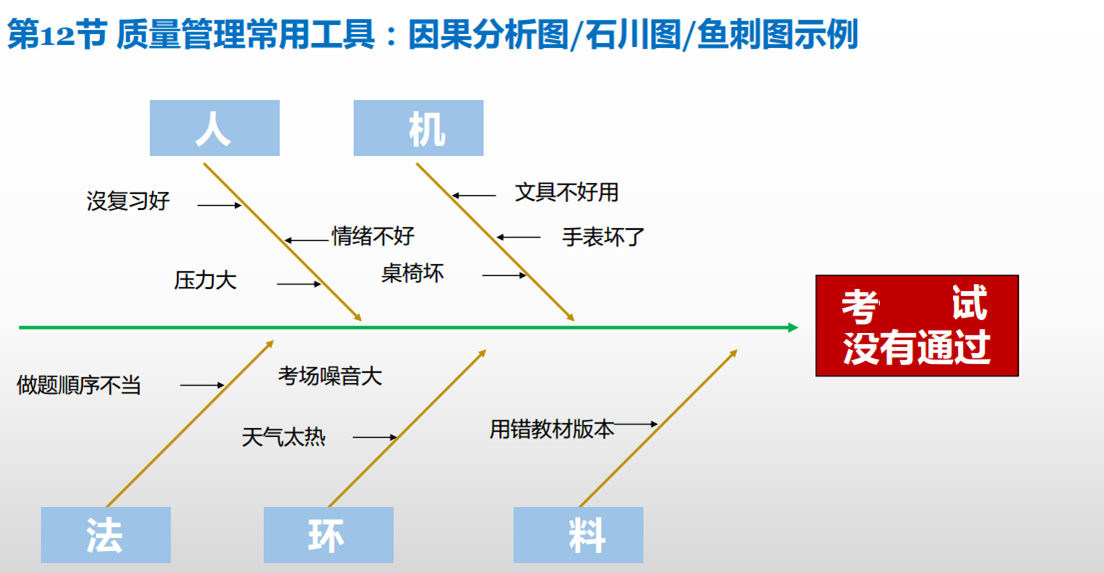 第12节 质量管理常用工具：因果分析图/石川图/鱼刺图示例
人
机
沒复习好
情绪不好
压力大
文具不好用
手表坏了
桌椅坏
考 试
没有通过
做题顺序不当
考场噪音大
天气太热
用错教材版本
法
环
料